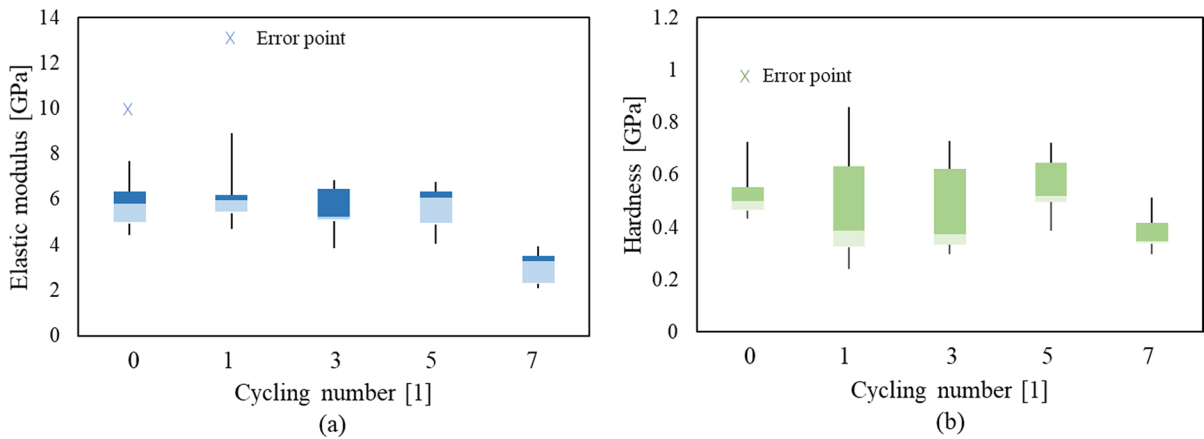 14
12
10
8
6
4
2
0
Elastic modulus [GPa]
Error point
0 1 3 5 7
Cycling number [1]
(a)
1.2
1
0.8
0.6
0.4
0.2
0
Hardness [GPa]
Error point
0 1 3 5 7
Cycling number [1]
(b)